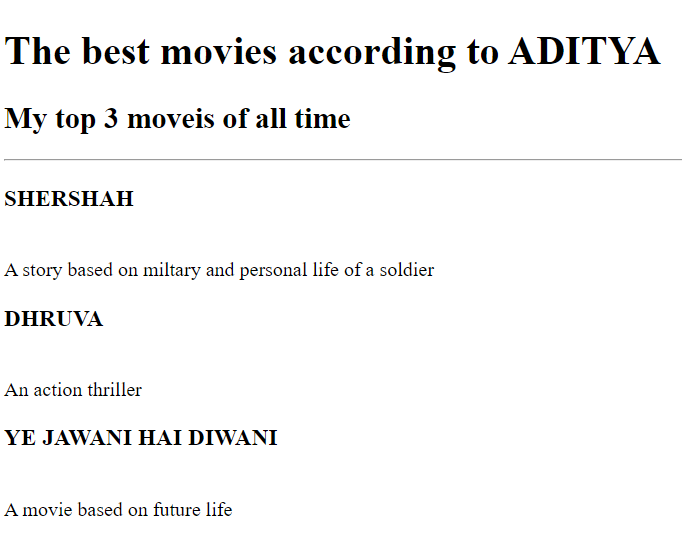 The best movies according to ADITYA
My top 3 moveis of all time
SHERSHAH
A story based on miltary and personal life of a soldier
DHRUVA
An action thriller
YE JAWANI HAI DIWANI
A movie based on future life